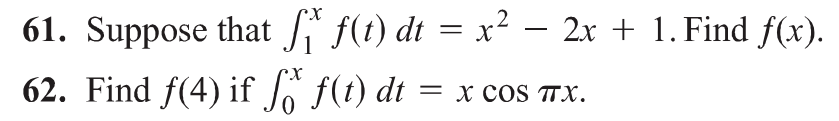 61. Suppose that ∫₁ˣ f(t) dt = x² − 2x + 1. Find f(x).
62. Find f(4) if ∫₀ˣ f(t) dt = x cos πx.